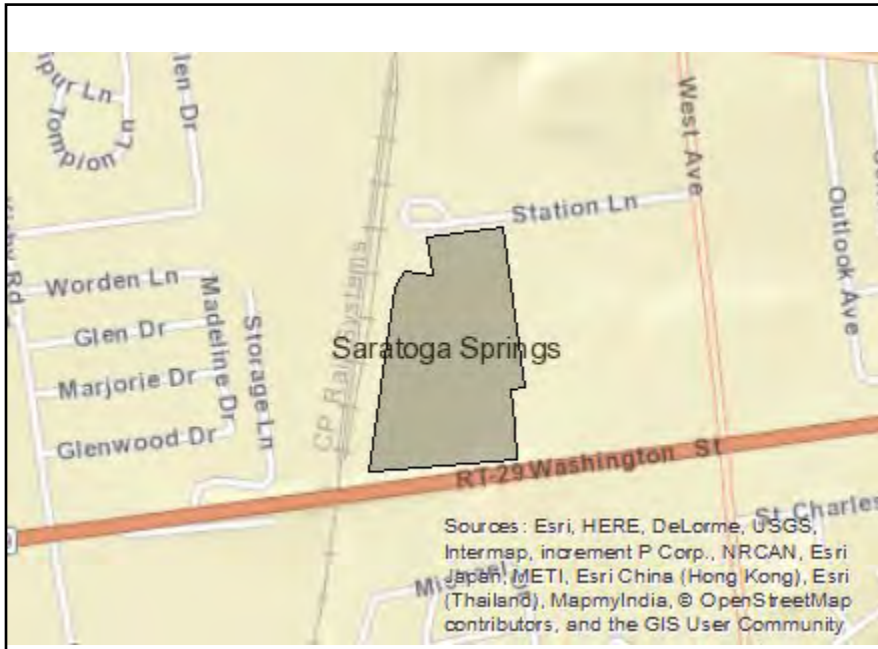 Tompion Ln
West Ave
Station Ln
Outlook Ave
Worden Ln
Glen Dr
Marjorie Dr
Glenwood Dr
Madeline Dr
Storage Ln
CP Rail Systems
Saratoga Springs
RT-29 Washington St
St Charles
Sources: Esri, HERE, DeLorme, USGS,
Intermap, increment P Corp., NRCAN, Esri
Japan, METI, Esri China (Hong Kong), Esri
(Thailand), MapmyIndia, © OpenStreetMap
contributors, and the GIS User Community